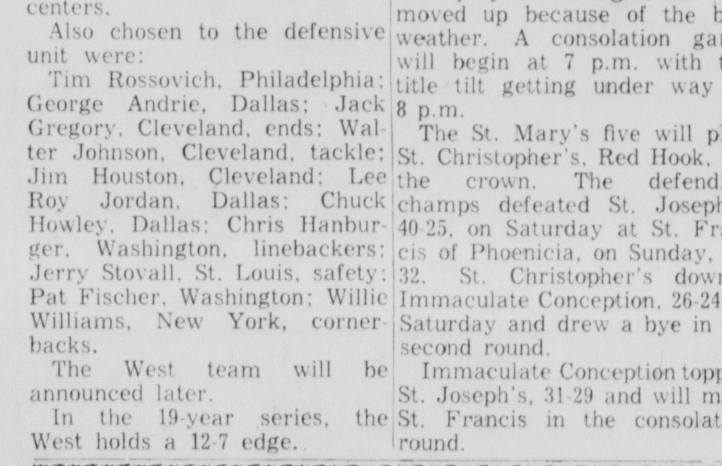 centers.
Also chosen to the defensive
unit were:
Tim Rossovich, Philadelphia;
George Andrie, Dallas; Jack
Gregory, Cleveland, ends; Wal-
ter Johnson, Cleveland, tackle;
Jim Houston, Cleveland; Lee
Roy Jordan, Dallas; Chuck
Howley, Dallas; Chris Hanbur-
ger, Washington, linebackers;
Jerry Stovall, St. Louis, safety;
Pat Fischer, Washington; Willie
Williams, New York, corner-
backs.
The West team will be
announced later.
In the 19-year series, the
West holds a 12-7 edge.
moved up because of the b
weather. A consolation ga
will begin at 7 p.m. with t
title tilt getting under way
8 p.m.
The St. Mary's five will pl
St. Christopher's, Red Hook,
the crown. The defend
champs defeated St. Joseph
40-25, on Saturday at St. Fra
cis of Phoenicia, on Sunday,
32. St. Christopher's down
Immaculate Conception, 26-24
Saturday and drew a bye in
second round.
Immaculate Conception topp
St. Joseph's, 31-29 and will m
St. Francis in the consolat
round.